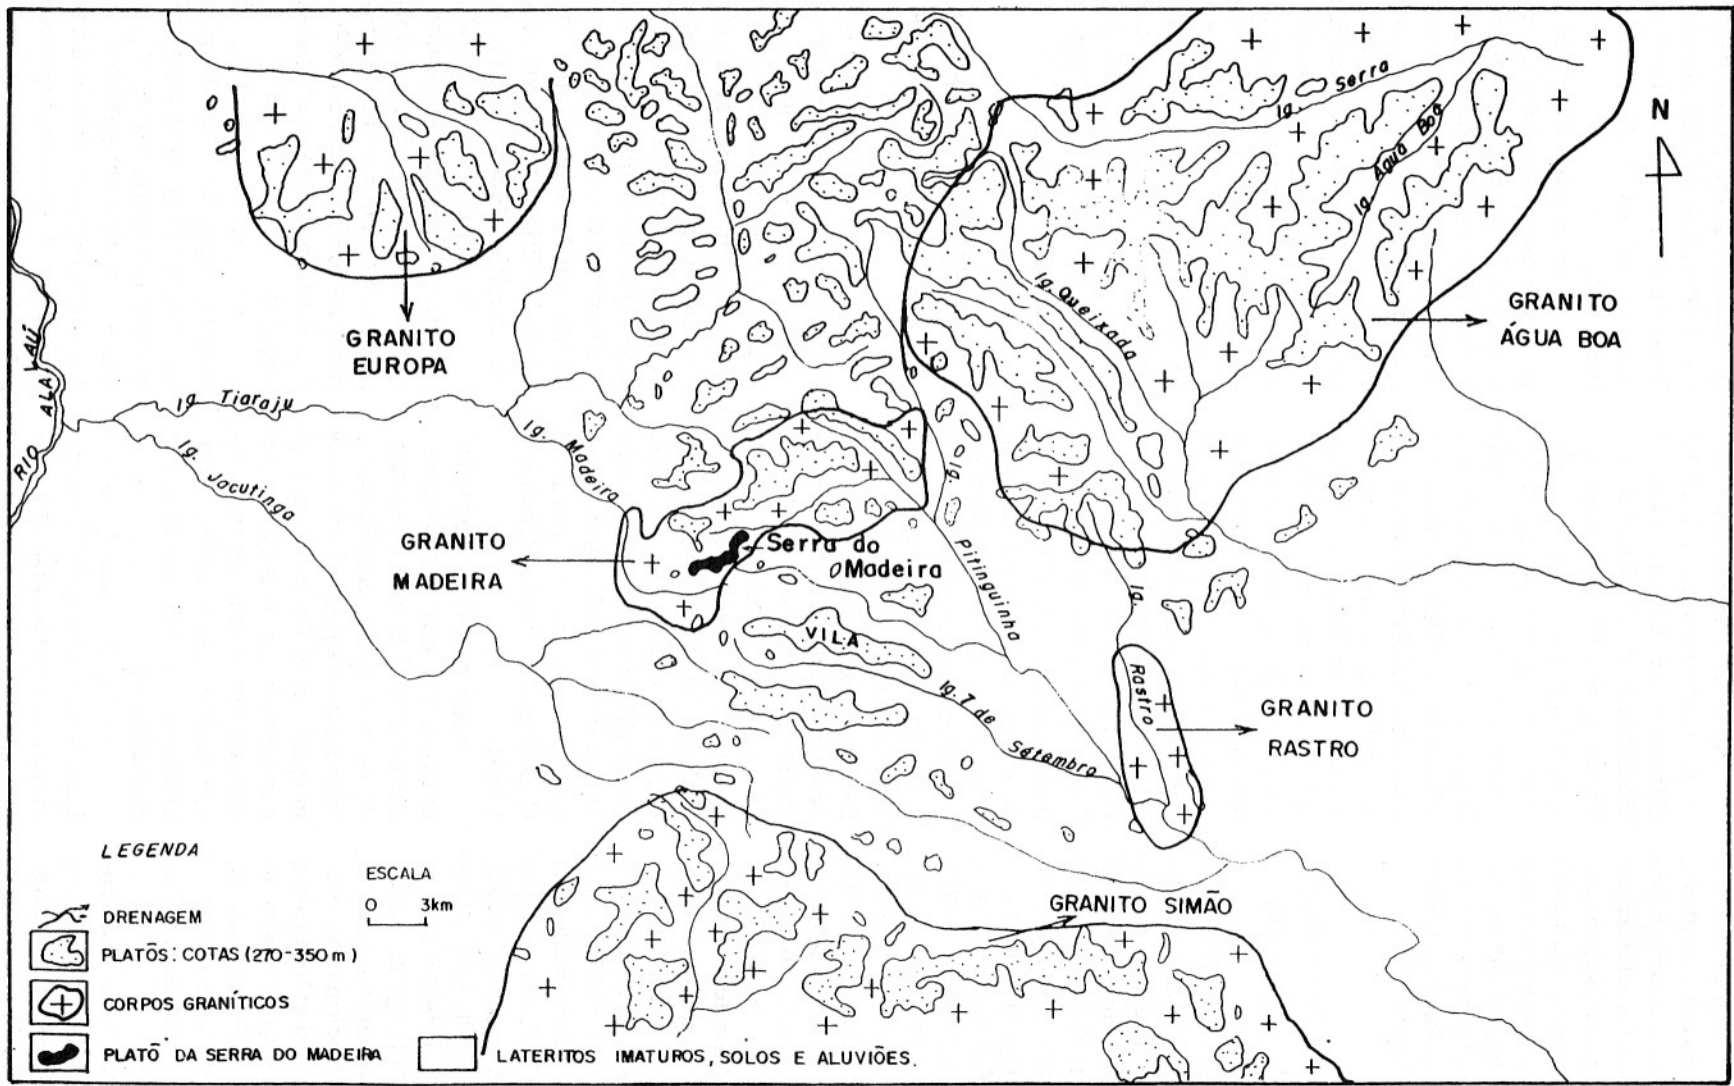 Ig. Serra
Ig. Água Boa
N
GRANITO
ÁGUA BOA
Ig. Queixada
GRANITO
EUROPA
RIO ALALAÚ
Ig. Tiaraju
Ig. Jacutinga
Ig. Madeira
GRANITO
MADEIRA
Serra do
Madeira
Ig. Pitinguinha
VILA
Ig. 7 de Setembro
Ig. Rastro
GRANITO
RASTRO
GRANITO SIMÃO
LEGENDA
ESCALA
0 3km
DRENAGEM
PLATÔS: COTAS (270-350 m)
CORPOS GRANÍTICOS
PLATÔ DA SERRA DO MADEIRA
LATERITOS IMATUROS, SOLOS E ALUVIÕES.